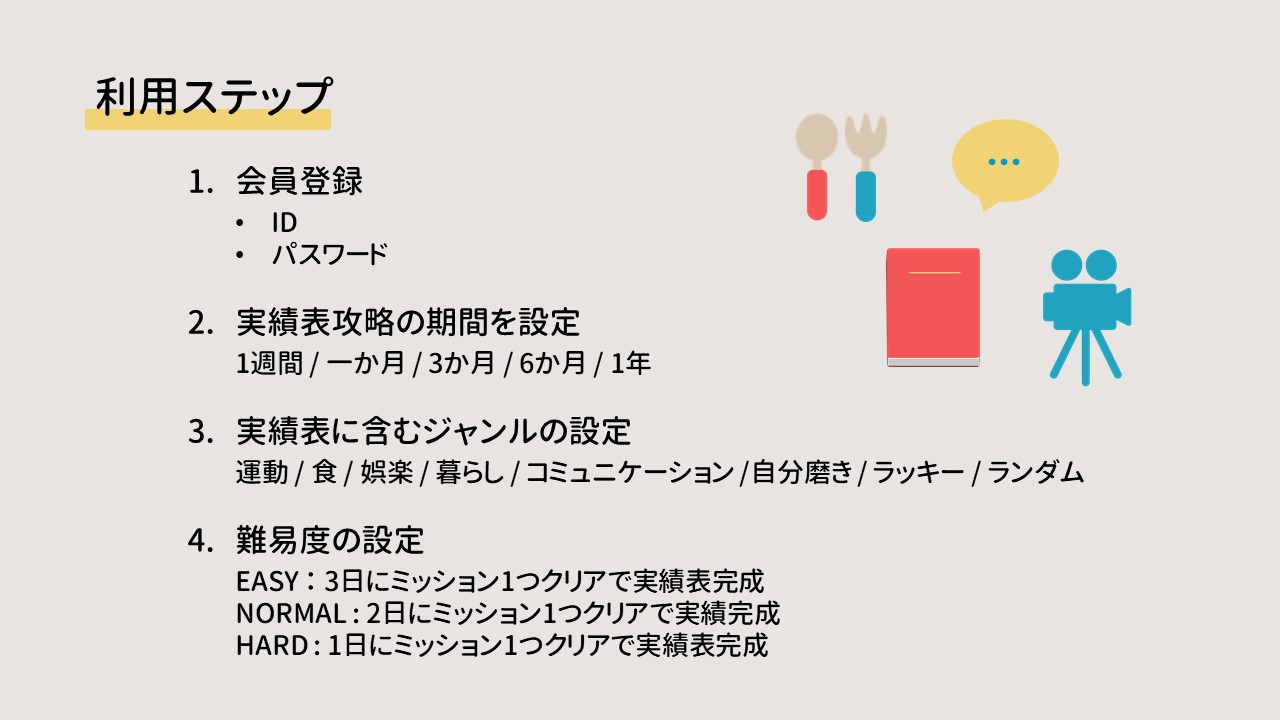 利用ステップ
1. 会員登録
• ID
• パスワード
2. 実績表攻略の期間を設定
1週間 / 一か月 / 3か月 / 6か月 / 1年
3. 実績表に含むジャンルの設定
運動 / 食 / 娯楽 / 暮らし / コミュニケーション /自分磨き / ラッキー / ランダム
4. 難易度の設定
EASY： 3日にミッション1つクリアで実績表完成
NORMAL : 2日にミッション1つクリアで実績完成
HARD : 1日にミッション1つクリアで実績表完成